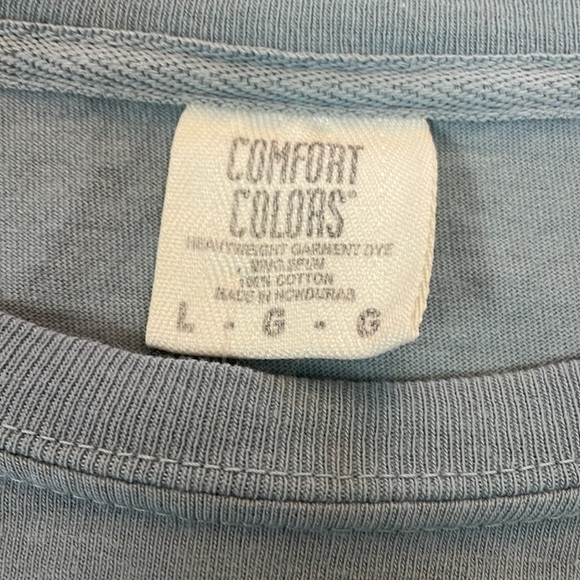 COMFORT
COLORS®
HEAVYWEIGHT GARMENT DYE
RING SPUN
100% COTTON
MADE IN HONDURAS
L - G - G